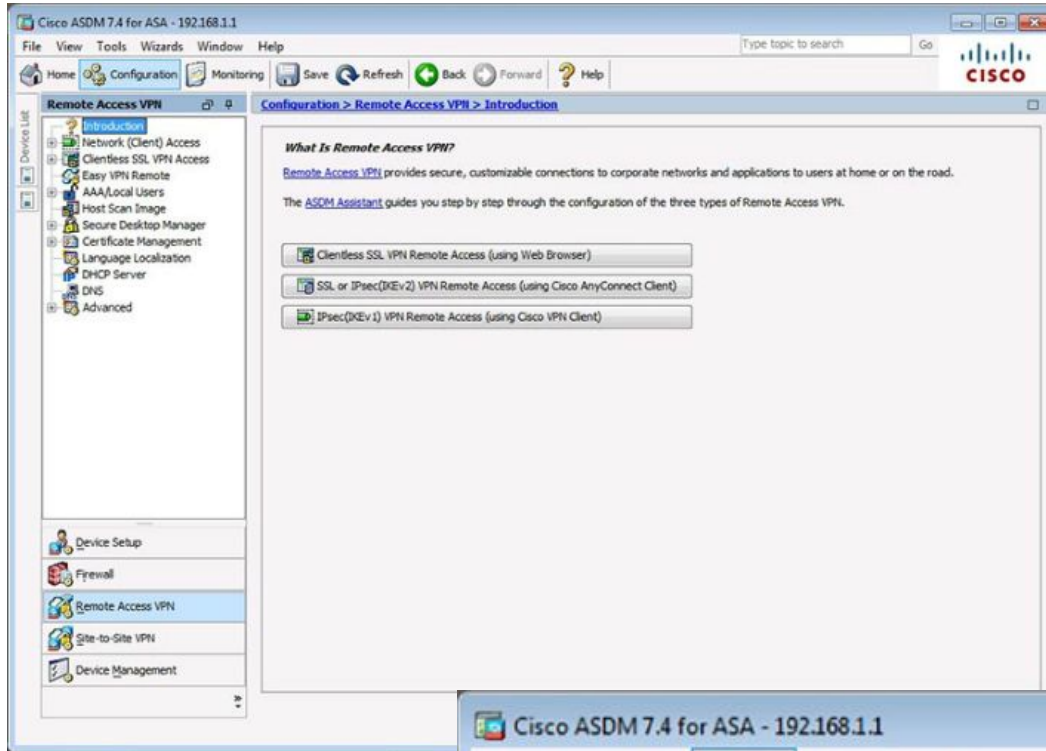 Cisco ASDM 7.4 for ASA - 192.168.1.1
File View Tools Wizards Window Help
Type topic to search
Go
Home Configuration Monitoring Save Refresh Back Forward Help
CISCO
Device List
Remote Access VPN
Introduction
Network (Client) Access
Clientless SSL VPN Access
Easy VPN Remote
AAA/Local Users
Host Scan Image
Secure Desktop Manager
Certificate Management
Language Localization
DHCP Server
DNS
Advanced
Device Setup
Firewall
Remote Access VPN
Site-to-Site VPN
Device Management
Configuration > Remote Access VPN > Introduction
What Is Remote Access VPN?
Remote Access VPN provides secure, customizable connections to corporate networks and applications to users at home or on the road.
The ASDM Assistant guides you step by step through the configuration of the three types of Remote Access VPN.
Clientless SSL VPN Remote Access (using Web Browser)
SSL or IPsec(IKEv2) VPN Remote Access (using Cisco AnyConnect Client)
IPsec(IKEv1) VPN Remote Access (using Cisco VPN Client)
Cisco ASDM 7.4 for ASA - 192.168.1.1